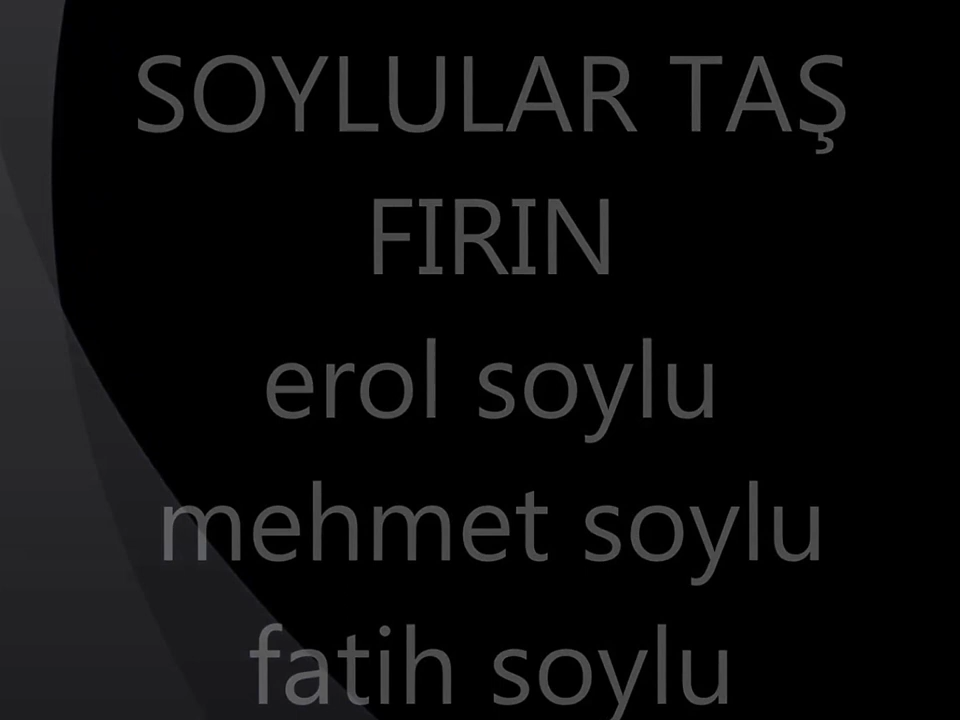 SOYLULAR TAŞ
FIRIN
erol soylu
mehmet soylu
fatih soylu